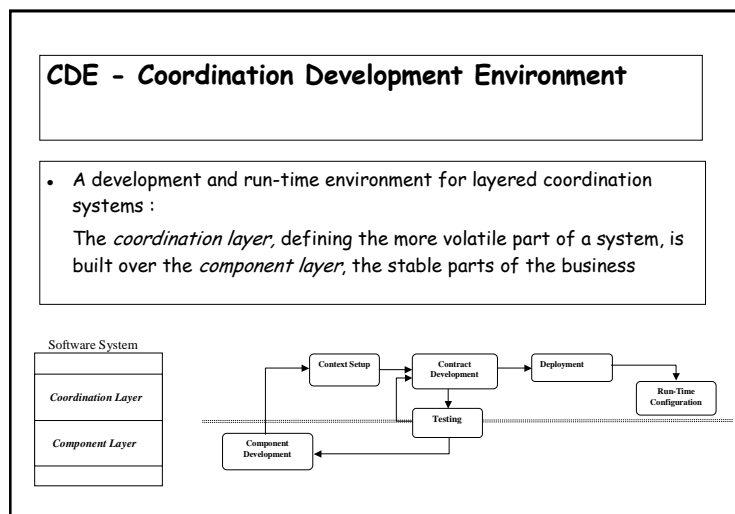 CDE - Coordination Development Environment
• A development and run-time environment for layered coordination
systems :
The coordination layer, defining the more volatile part of a system, is
built over the component layer, the stable parts of the business
Software System
Coordination Layer
Component Layer
Context Setup
Contract
Development
Deployment
Run-Time
Configuration
Testing
Component
Development